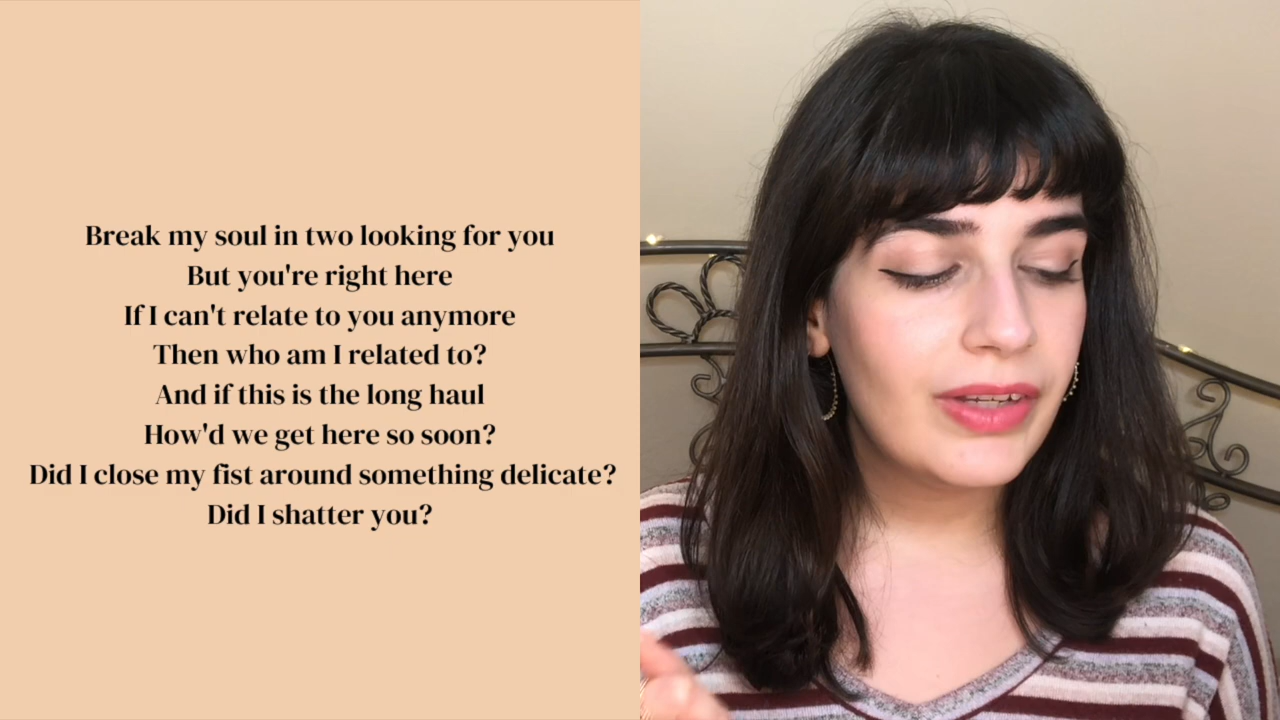 Break my soul in two looking for you
But you're right here
If I can't relate to you anymore
Then who am I related to?
And if this is the long haul
How'd we get here so soon?
Did I close my fist around something delicate?
Did I shatter you?